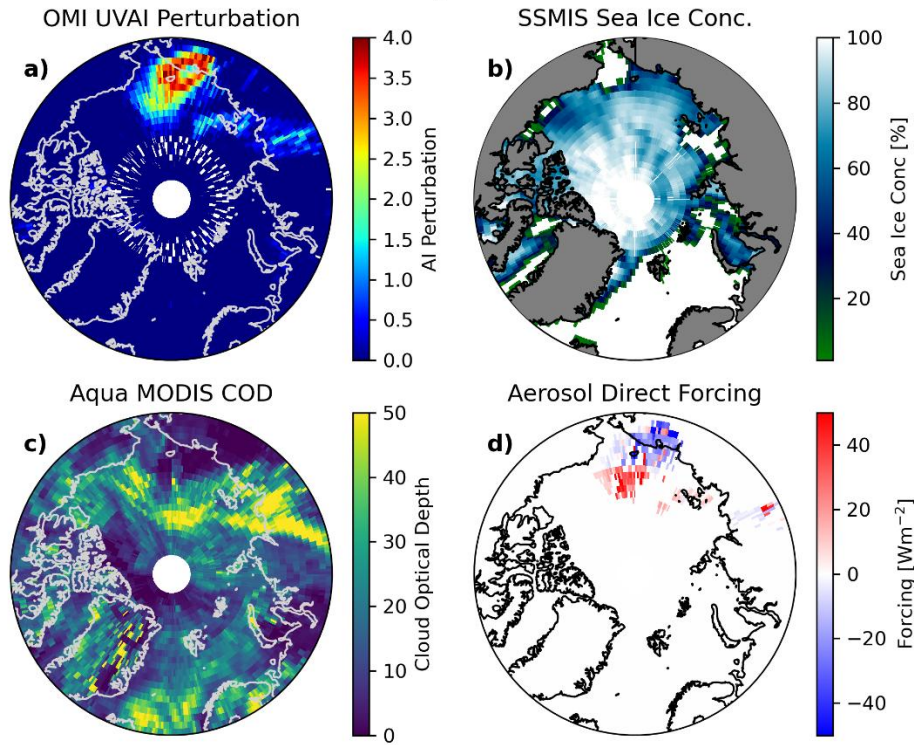 OMI UVAI Perturbation
SSMIS Sea Ice Conc.
a)
4.0
3.5
3.0
2.5
2.0
1.5
1.0
0.5
0.0
AI Perturbation
b)
100
80
60
40
20
Sea Ice Conc [%]
Aqua MODIS COD
Aerosol Direct Forcing
c)
50
40
30
20
10
0
Cloud Optical Depth
d)
40
20
0
−20
−40
Forcing [Wm⁻²]